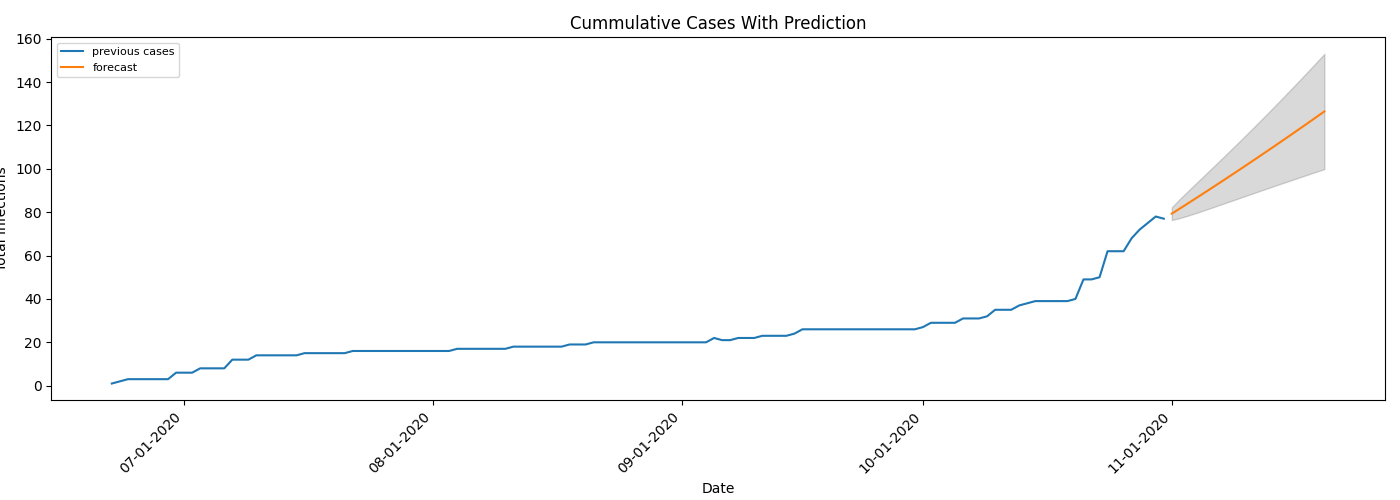 Cummulative Cases With Prediction
previous cases
forecast
160
140
120
100
80
60
40
20
0
Total Infections
07-01-2020
08-01-2020
09-01-2020
10-01-2020
11-01-2020
Date